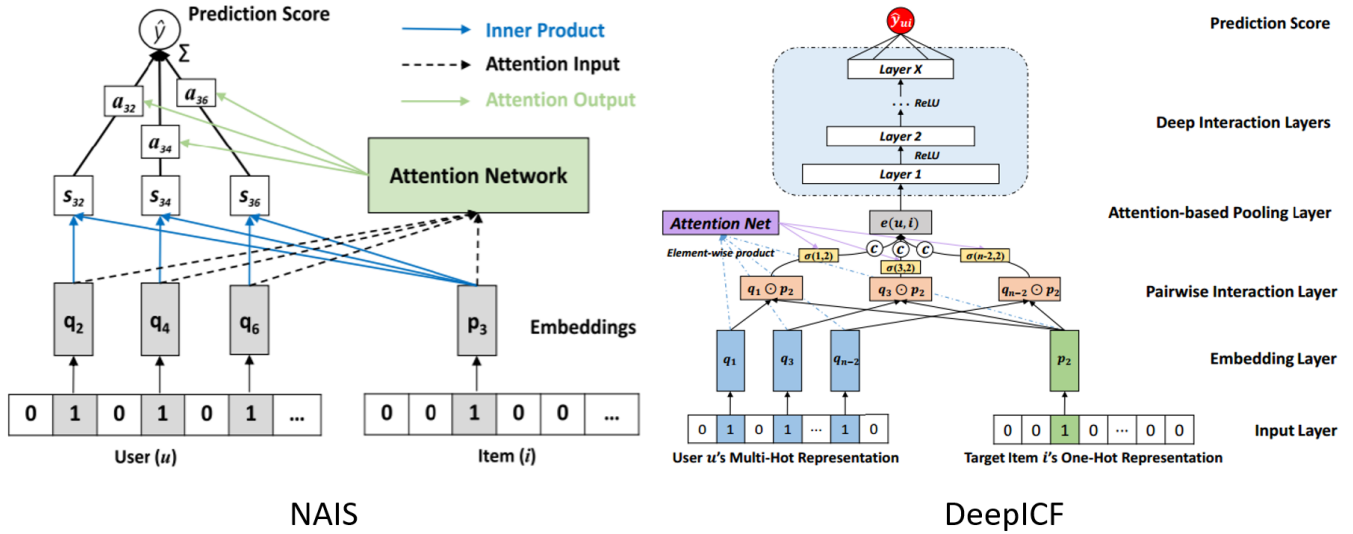 Prediction Score
ŷ
Σ
Inner Product
Attention Input
Attention Output
a32
a36
a34
Attention Network
s32
s34
s36
q2
q4
q6
p3
Embeddings
0 1 0 1 0 1 ...
0 0 1 0 0 ...
User (u)
Item (i)
NAIS
ŷui
Prediction Score
Layer X
... ReLU
Layer 2
Deep Interaction Layers
ReLU
Layer 1
Attention Net
e(u, i)
Attention-based Pooling Layer
Element-wise product
c c c
σ(1,2)
σ(3,2)
σ(n-2,2)
q1 ⊙ p2
q3 ⊙ p2
qn−2 ⊙ p2
Pairwise Interaction Layer
q1
q3
qn−2
p2
Embedding Layer
0 1 0 1 ... 1 0
0 0 1 0 ... 0 0
Input Layer
User u's Multi-Hot Representation
Target Item i's One-Hot Representation
DeepICF